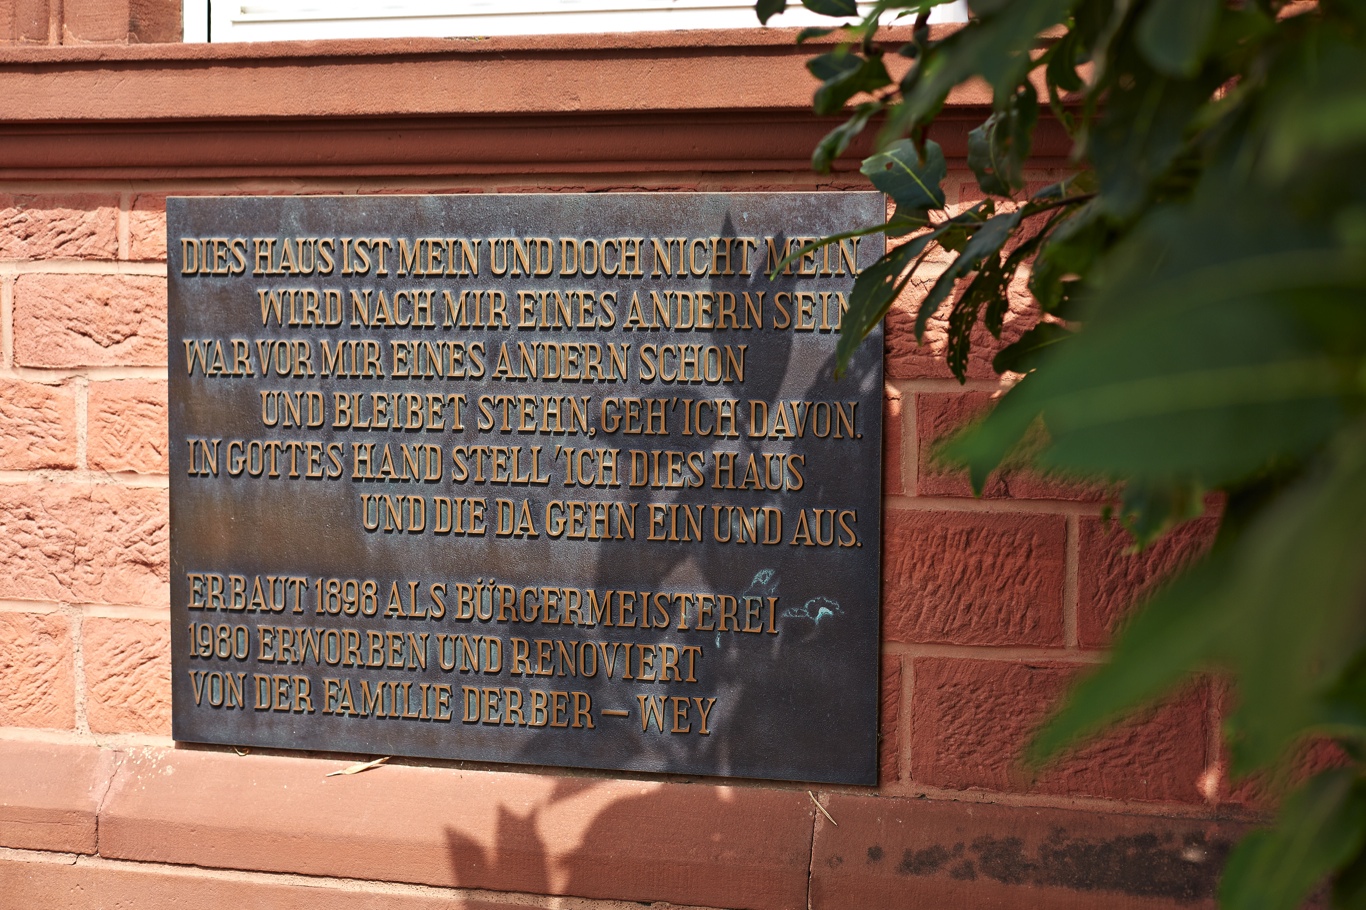 DIES HAUS IST MEIN UND DOCH NICHT MEIN
WIRD NACH MIR EINES ANDERN SEIN
WAR VOR MIR EINES ANDERN SCHON
UND BLEIBET STEHN, GEH' ICH DAVON.
IN GOTTES HAND STELL' ICH DIES HAUS
UND DIE DA GEHN EIN UND AUS.
ERBAUT 1898 ALS BÜRGERMEISTEREI
1980 ERWORBEN UND RENOVIERT
VON DER FAMILIE DERBER – WEY